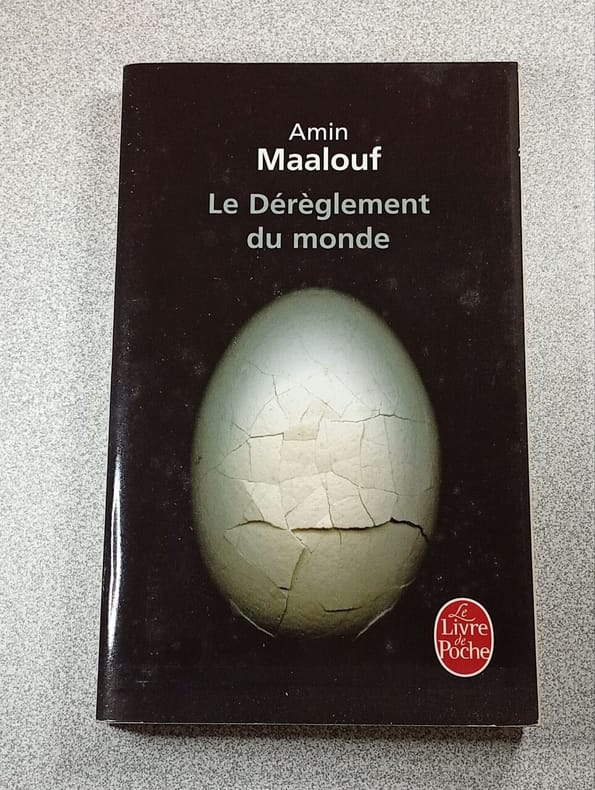 Amin
Maalouf
Le Dérèglement
du monde
Le
Livre
de
Poche